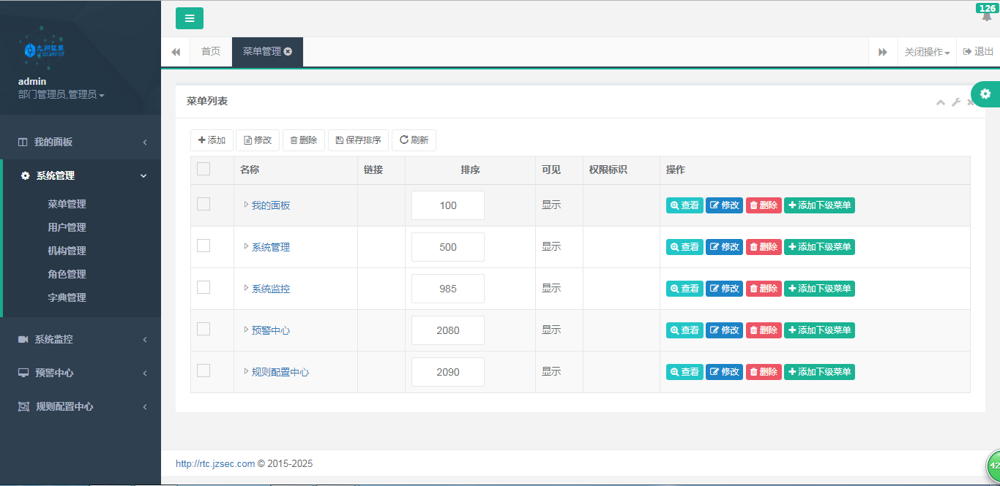 126
首页
菜单管理
关闭操作
退出
九州证券
JZ SECURITIES
admin
部门管理员,管理员
我的面板
系统管理
菜单管理
用户管理
机构管理
角色管理
字典管理
系统监控
预警中心
规则配置中心
菜单列表
添加 修改 删除 保存排序 刷新
名称 链接 排序 可见 权限标识 操作
我的面板 100 显示 查看 修改 删除 添加下级菜单
系统管理 500 显示 查看 修改 删除 添加下级菜单
系统监控 985 显示 查看 修改 删除 添加下级菜单
预警中心 2080 显示 查看 修改 删除 添加下级菜单
规则配置中心 2090 显示 查看 修改 删除 添加下级菜单
http://rtc.jzsec.com © 2015-2025
42